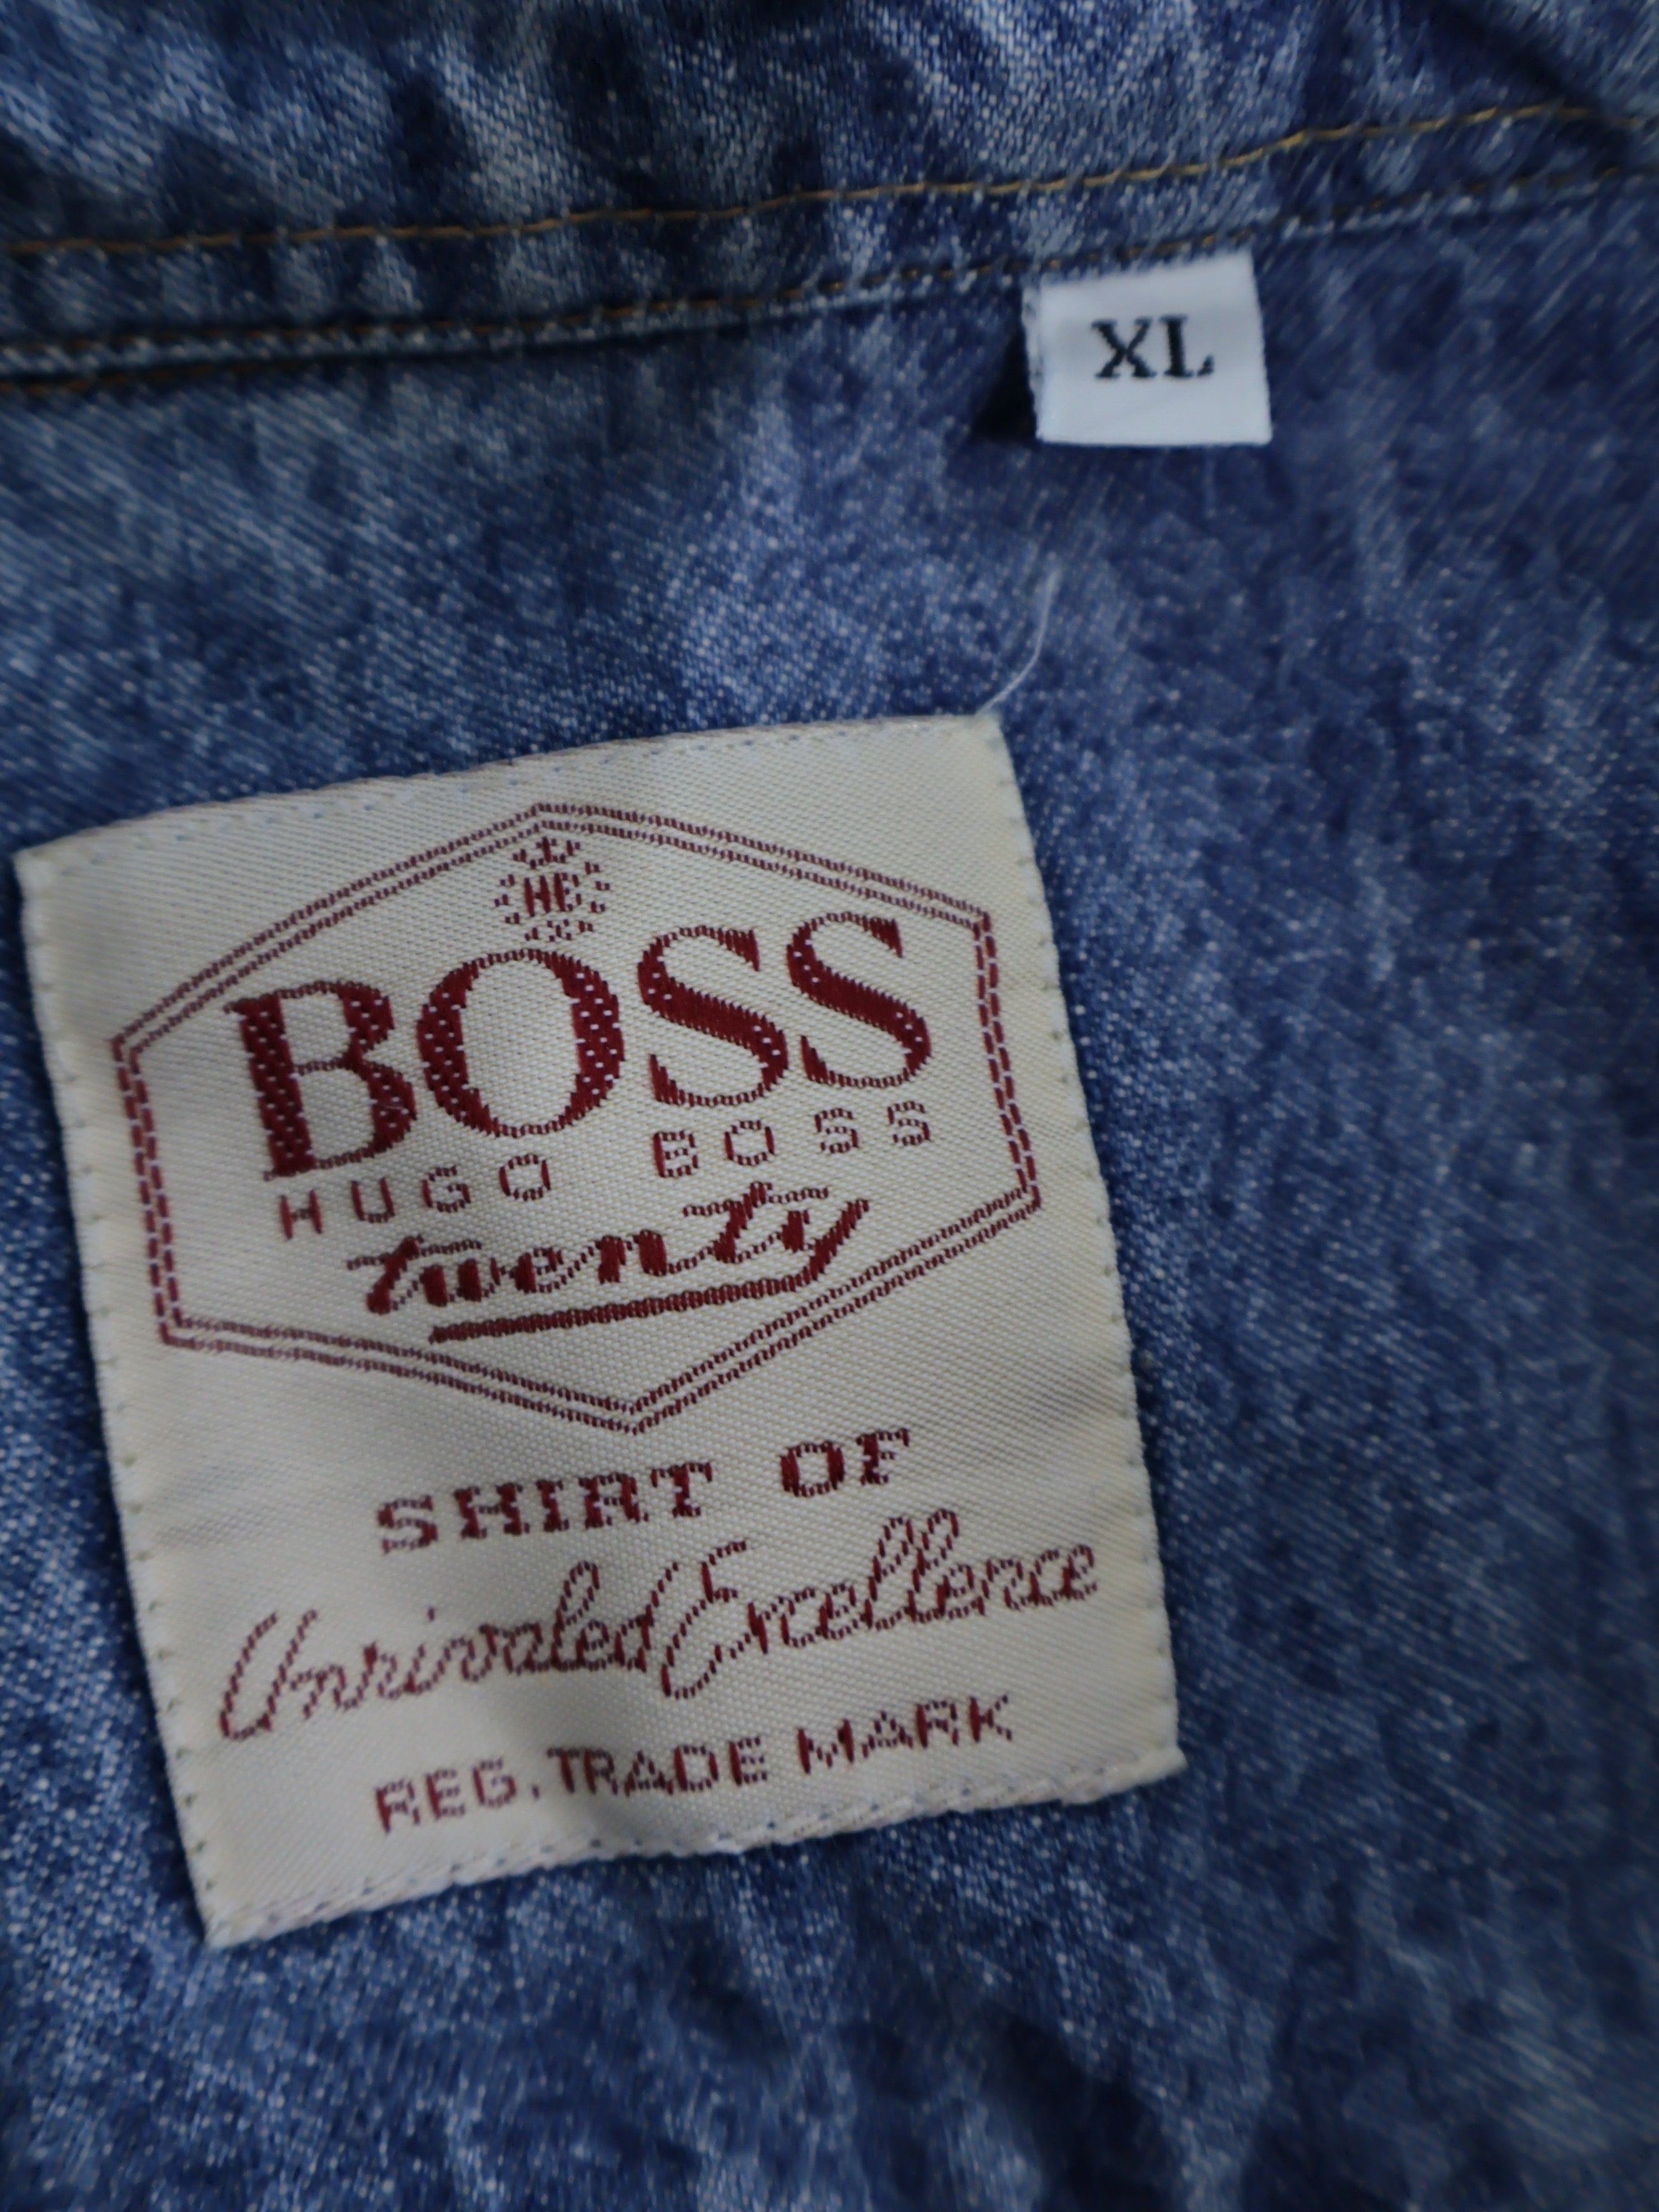 XL
HB
BOSS
HUGO BOSS
twenty
SHIRT OF
Unrivaled Excellence
REG. TRADE MARK